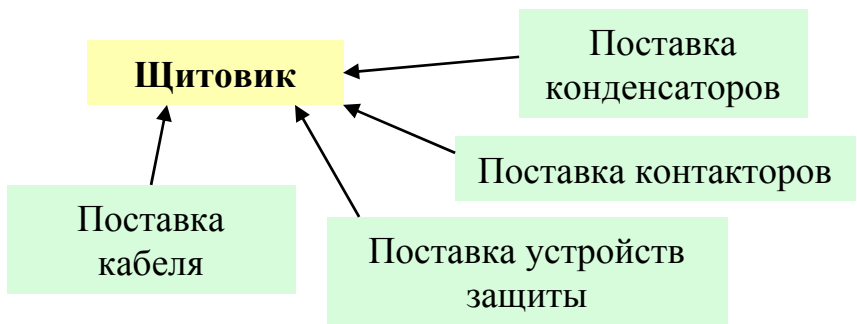 Щитовик
Поставка
конденсаторов
Поставка контакторов
Поставка
кабеля
Поставка устройств
защиты